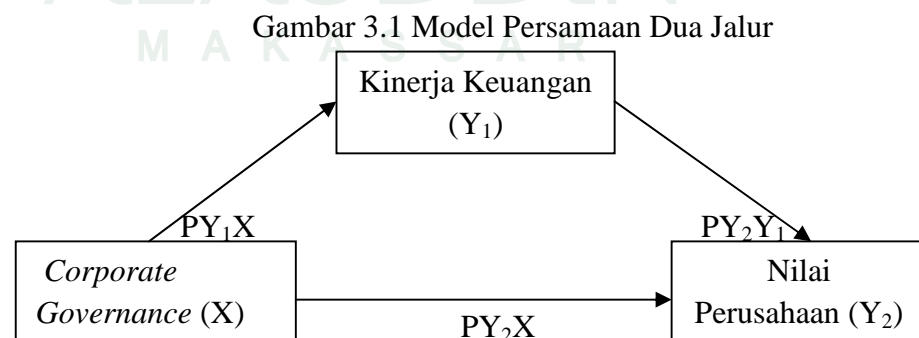 Gambar 3.1 Model Persamaan Dua Jalur
M A K A S S A R
Kinerja Keuangan
(Y₁)
PY₁X
PY₂Y₁
Corporate
Governance (X)
Nilai
Perusahaan (Y₂)
PY₂X